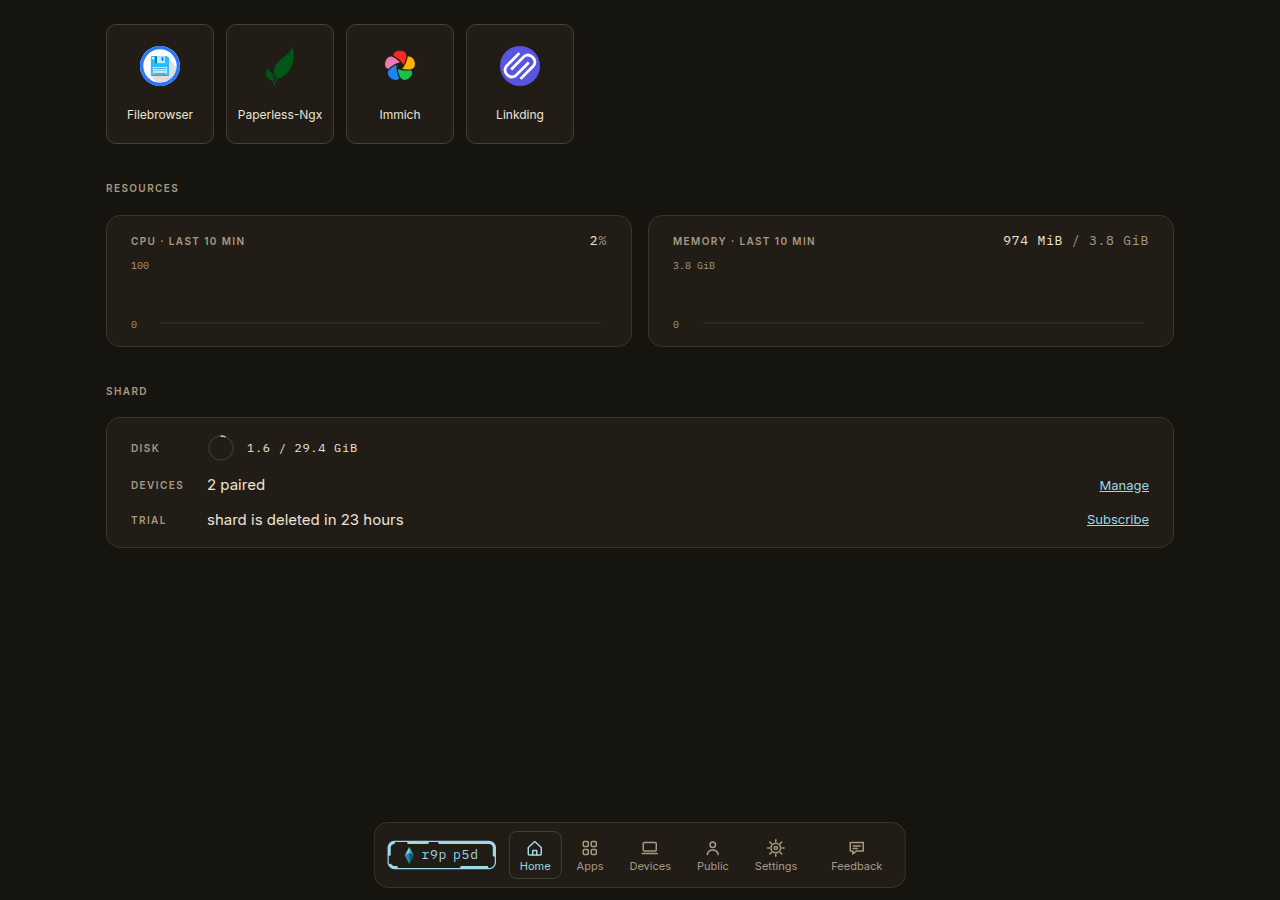 Filebrowser Paperless-Ngx Immich Linkding
RESOURCES
CPU · LAST 10 MIN 2%
100
0
MEMORY · LAST 10 MIN 974 MiB / 3.8 GiB
3.8 GiB
0
SHARD
DISK 1.6 / 29.4 GiB
DEVICES 2 paired Manage
TRIAL shard is deleted in 23 hours Subscribe
r9p p5d Home Apps Devices Public Settings Feedback